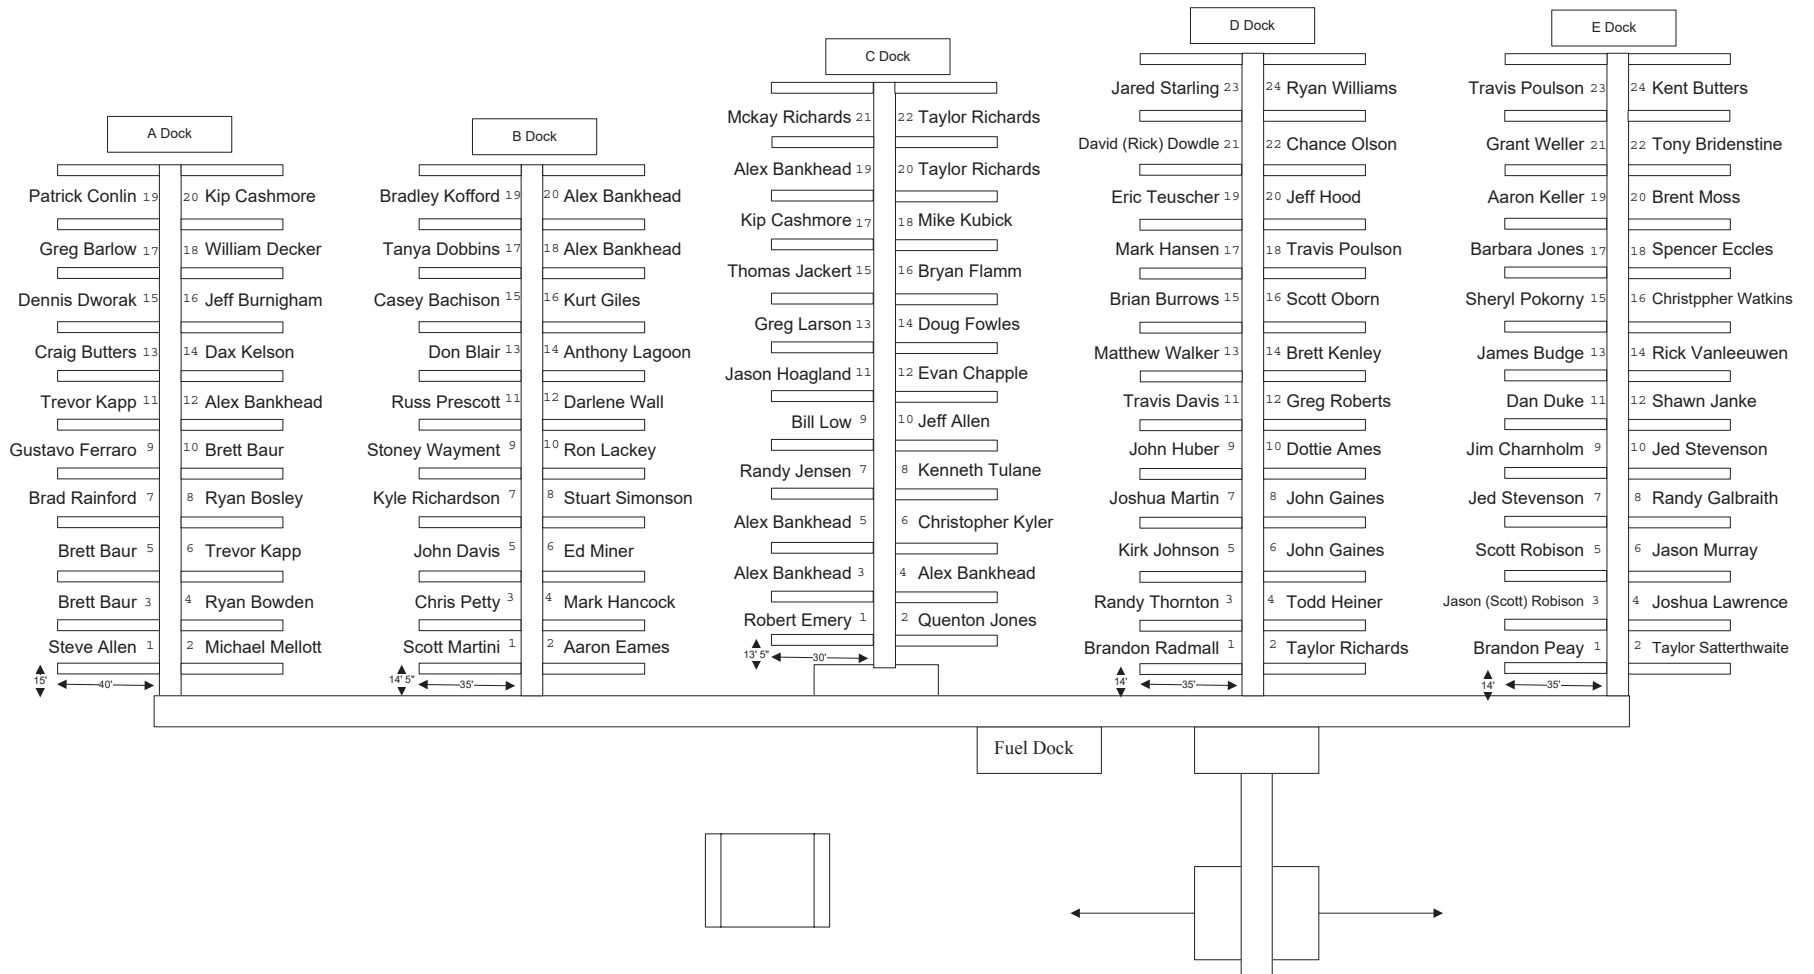 A Dock
Patrick Conlin 19 20 Kip Cashmore
Greg Barlow 17 18 William Decker
Dennis Dworak 15 16 Jeff Burnigham
Craig Butters 13 14 Dax Kelson
Trevor Kapp 11 12 Alex Bankhead
Gustavo Ferraro 9 10 Brett Baur
Brad Rainford 7 8 Ryan Bosley
Brett Baur 5 6 Trevor Kapp
Brett Baur 3 4 Ryan Bowden
Steve Allen 1 2 Michael Mellott
15' 40'
B Dock
Bradley Kofford 19 20 Alex Bankhead
Tanya Dobbins 17 18 Alex Bankhead
Casey Bachison 15 16 Kurt Giles
Don Blair 13 14 Anthony Lagoon
Russ Prescott 11 12 Darlene Wall
Stoney Wayment 9 10 Ron Lackey
Kyle Richardson 7 8 Stuart Simonson
John Davis 5 6 Ed Miner
Chris Petty 3 4 Mark Hancock
Scott Martini 1 2 Aaron Eames
14' 5" 35'
C Dock
Mckay Richards 21 22 Taylor Richards
Alex Bankhead 19 20 Taylor Richards
Kip Cashmore 17 18 Mike Kubick
Thomas Jackert 15 16 Bryan Flamm
Greg Larson 13 14 Doug Fowles
Jason Hoagland 11 12 Evan Chapple
Bill Low 9 10 Jeff Allen
Randy Jensen 7 8 Kenneth Tulane
Alex Bankhead 5 6 Christopher Kyler
Alex Bankhead 3 4 Alex Bankhead
Robert Emery 1 2 Quenton Jones
13' 5" 30'
D Dock
Jared Starling 23 24 Ryan Williams
David (Rick) Dowdle 21 22 Chance Olson
Eric Teuscher 19 20 Jeff Hood
Mark Hansen 17 18 Travis Poulson
Brian Burrows 15 16 Scott Oborn
Matthew Walker 13 14 Brett Kenley
Travis Davis 11 12 Greg Roberts
John Huber 9 10 Dottie Ames
Joshua Martin 7 8 John Gaines
Kirk Johnson 5 6 John Gaines
Randy Thornton 3 4 Todd Heiner
Brandon Radmall 1 2 Taylor Richards
14' 35'
E Dock
Travis Poulson 23 24 Kent Butters
Grant Weller 21 22 Tony Bridenstine
Aaron Keller 19 20 Brent Moss
Barbara Jones 17 18 Spencer Eccles
Sheryl Pokorny 15 16 Christppher Watkins
James Budge 13 14 Rick Vanleeuwen
Dan Duke 11 12 Shawn Janke
Jim Charnholm 9 10 Jed Stevenson
Jed Stevenson 7 8 Randy Galbraith
Scott Robison 5 6 Jason Murray
Jason (Scott) Robison 3 4 Joshua Lawrence
Brandon Peay 1 2 Taylor Satterthwaite
14' 35'
Fuel Dock